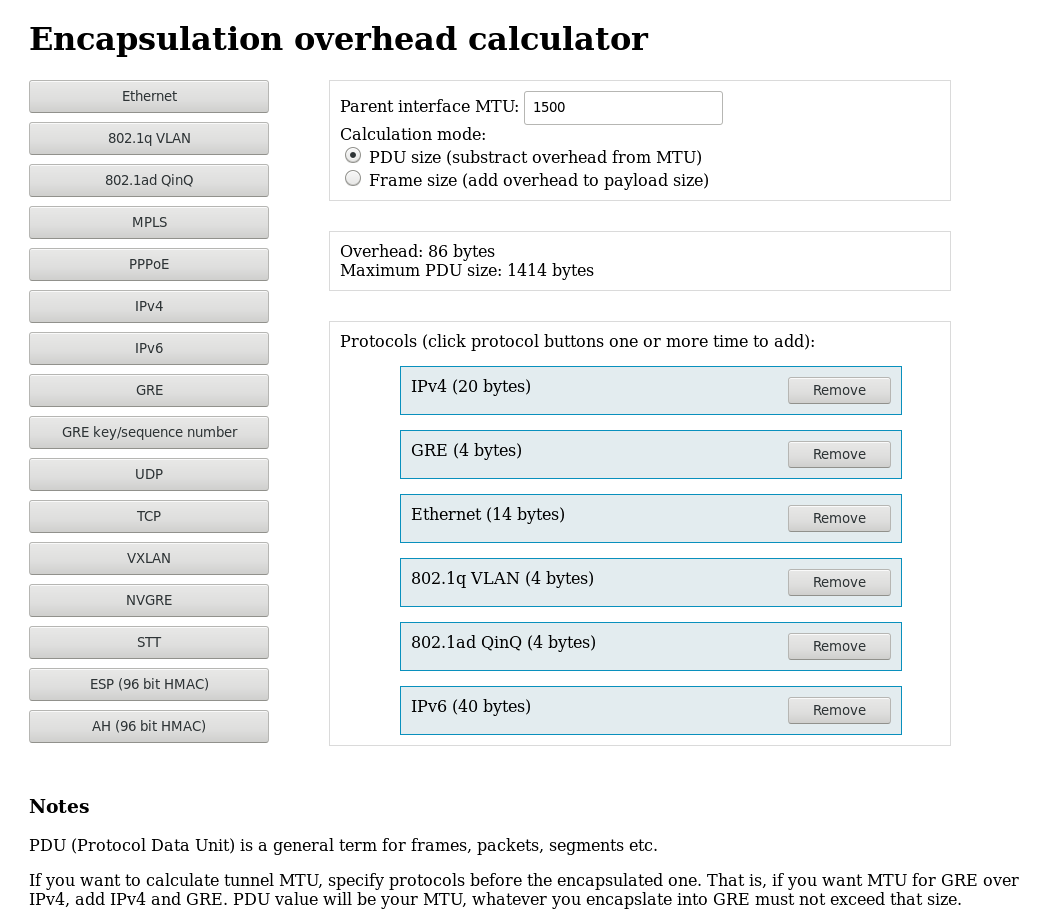 Encapsulation overhead calculator
Ethernet
802.1q VLAN
802.1ad QinQ
MPLS
PPPoE
IPv4
IPv6
GRE
GRE key/sequence number
UDP
TCP
VXLAN
NVGRE
STT
ESP (96 bit HMAC)
AH (96 bit HMAC)
Parent interface MTU: 1500
Calculation mode:
PDU size (substract overhead from MTU)
Frame size (add overhead to payload size)
Overhead: 86 bytes
Maximum PDU size: 1414 bytes
Protocols (click protocol buttons one or more time to add):
IPv4 (20 bytes) Remove
GRE (4 bytes) Remove
Ethernet (14 bytes) Remove
802.1q VLAN (4 bytes) Remove
802.1ad QinQ (4 bytes) Remove
IPv6 (40 bytes) Remove
Notes
PDU (Protocol Data Unit) is a general term for frames, packets, segments etc.
If you want to calculate tunnel MTU, specify protocols before the encapsulated one. That is, if you want MTU for GRE over
IPv4, add IPv4 and GRE. PDU value will be your MTU, whatever you encapslate into GRE must not exceed that size.